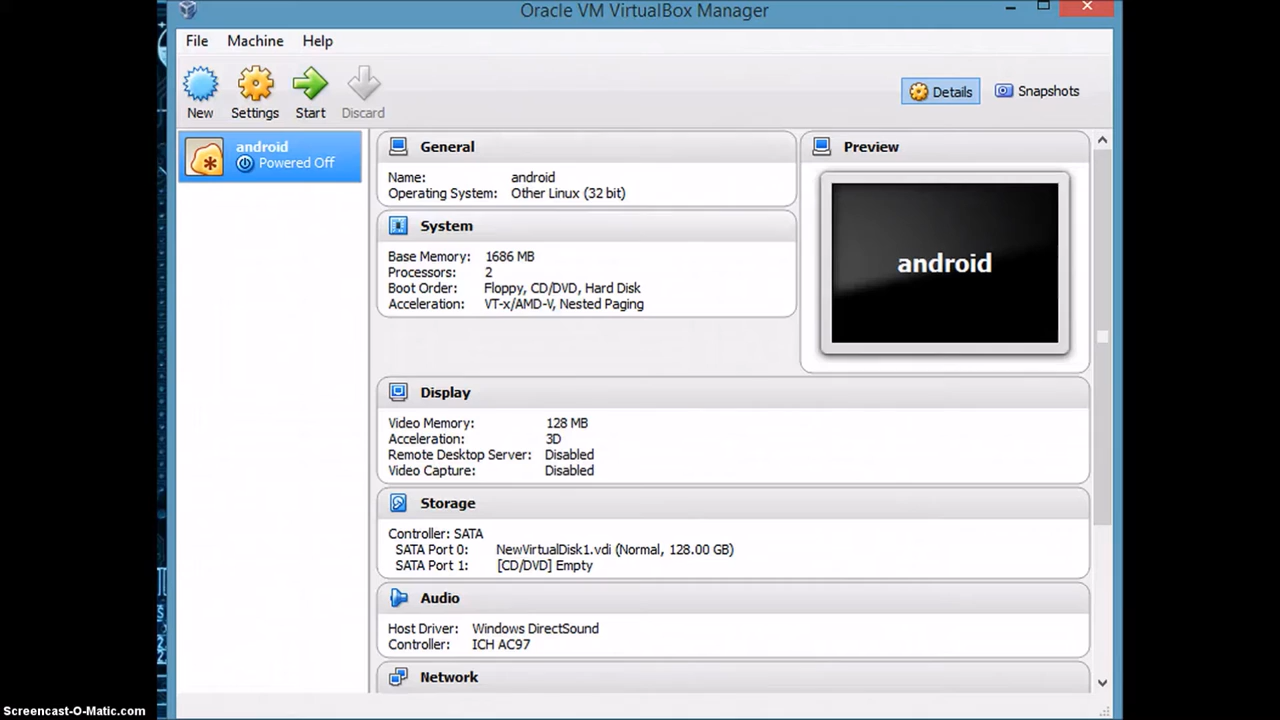 Oracle VM VirtualBox Manager
File Machine Help
New Settings Start Discard
Details Snapshots
android
Powered Off
General
Name: android
Operating System: Other Linux (32 bit)
System
Base Memory: 1686 MB
Processors: 2
Boot Order: Floppy, CD/DVD, Hard Disk
Acceleration: VT-x/AMD-V, Nested Paging
Preview
android
Display
Video Memory: 128 MB
Acceleration: 3D
Remote Desktop Server: Disabled
Video Capture: Disabled
Storage
Controller: SATA
SATA Port 0: NewVirtualDisk1.vdi (Normal, 128.00 GB)
SATA Port 1: [CD/DVD] Empty
Audio
Host Driver: Windows DirectSound
Controller: ICH AC97
Network
Screencast-O-Matic.com